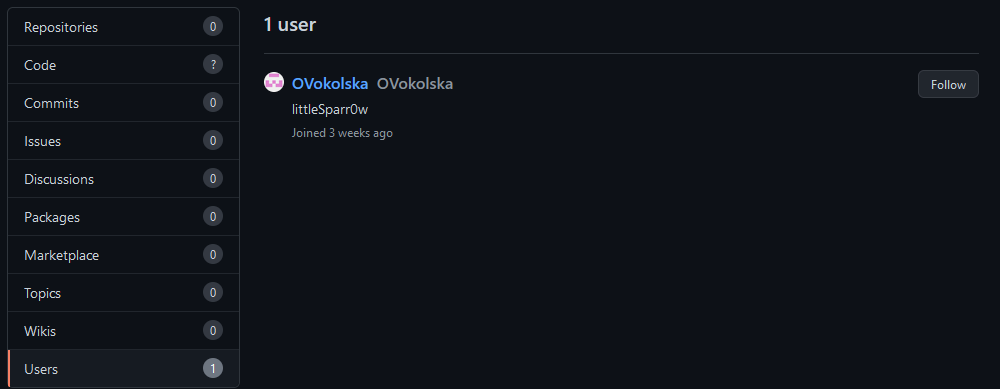 Repositories 0
Code ?
Commits 0
Issues 0
Discussions 0
Packages 0
Marketplace 0
Topics 0
Wikis 0
Users 1
1 user
OVokolska OVokolska
Follow
littleSparr0w
Joined 3 weeks ago